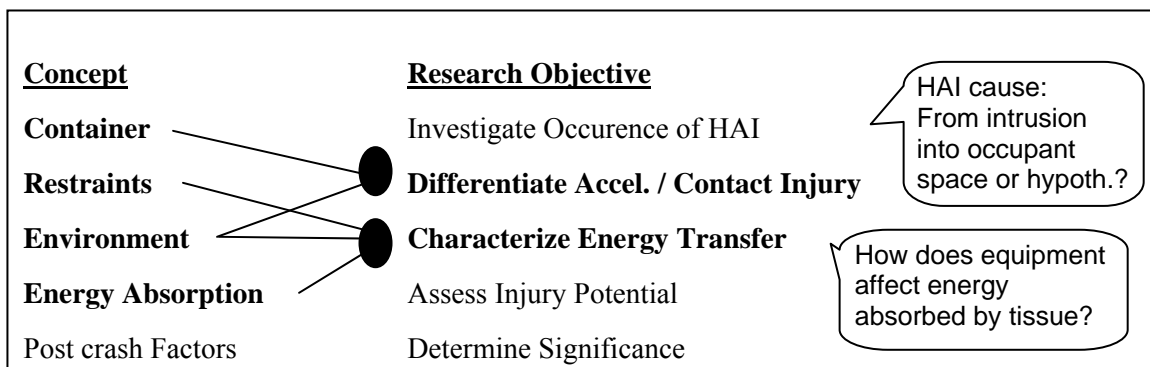 Concept
Research Objective
Container
Investigate Occurence of HAI
Restraints
Differentiate Accel. / Contact Injury
Environment
Characterize Energy Transfer
Energy Absorption
Assess Injury Potential
Post crash Factors
Determine Significance
HAI cause:
From intrusion
into occupant
space or hypoth.?
How does equipment
affect energy
absorbed by tissue?